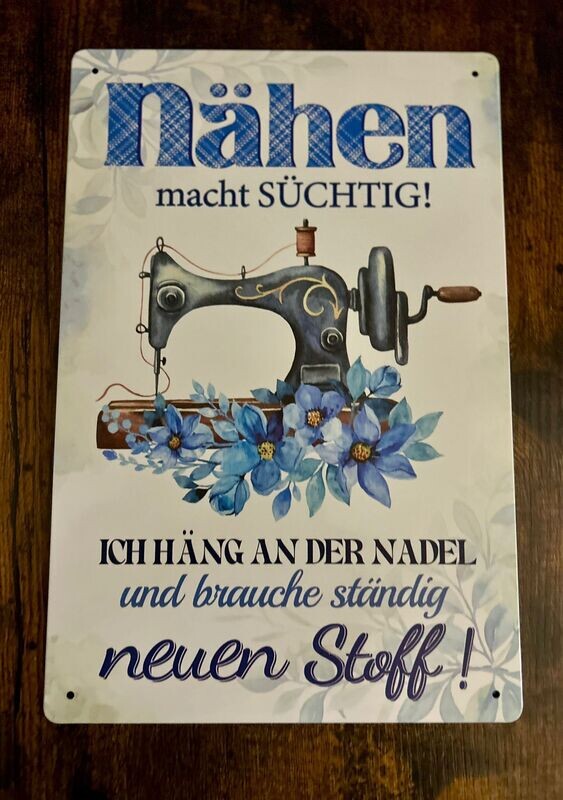 Nähen
macht SÜCHTIG!
ICH HÄNG AN DER NADEL
und brauche ständig
neuen Stoff!